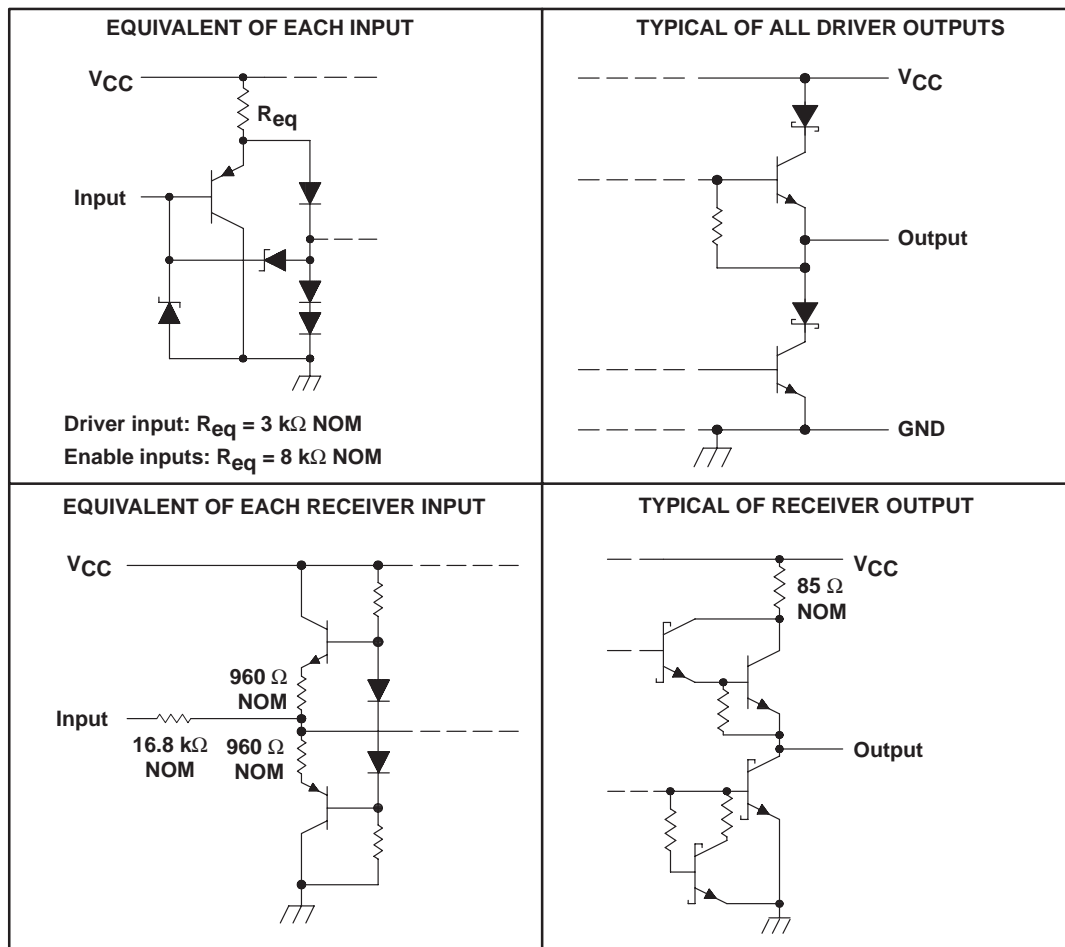 EQUIVALENT OF EACH INPUT
VCC
Req
Input
Driver input: Req = 3 kΩ NOM
Enable inputs: Req = 8 kΩ NOM
TYPICAL OF ALL DRIVER OUTPUTS
VCC
Output
GND
EQUIVALENT OF EACH RECEIVER INPUT
VCC
960 Ω
NOM
Input
16.8 kΩ
NOM
960 Ω
NOM
TYPICAL OF RECEIVER OUTPUT
VCC
85 Ω
NOM
Output